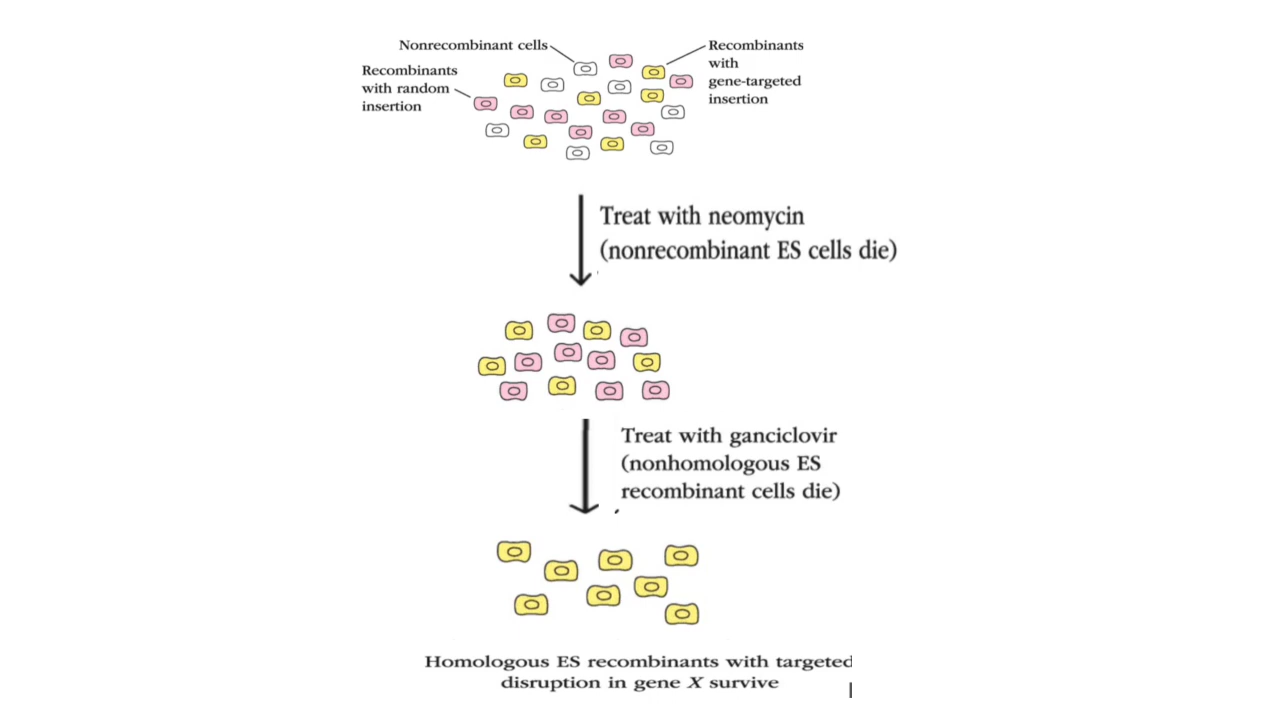 Nonrecombinant cells
Recombinants
with random
insertion
Recombinants
with
gene-targeted
insertion
Treat with neomycin
(nonrecombinant ES cells die)
Treat with ganciclovir
(nonhomologous ES
recombinant cells die)
Homologous ES recombinants with targeted
disruption in gene X survive